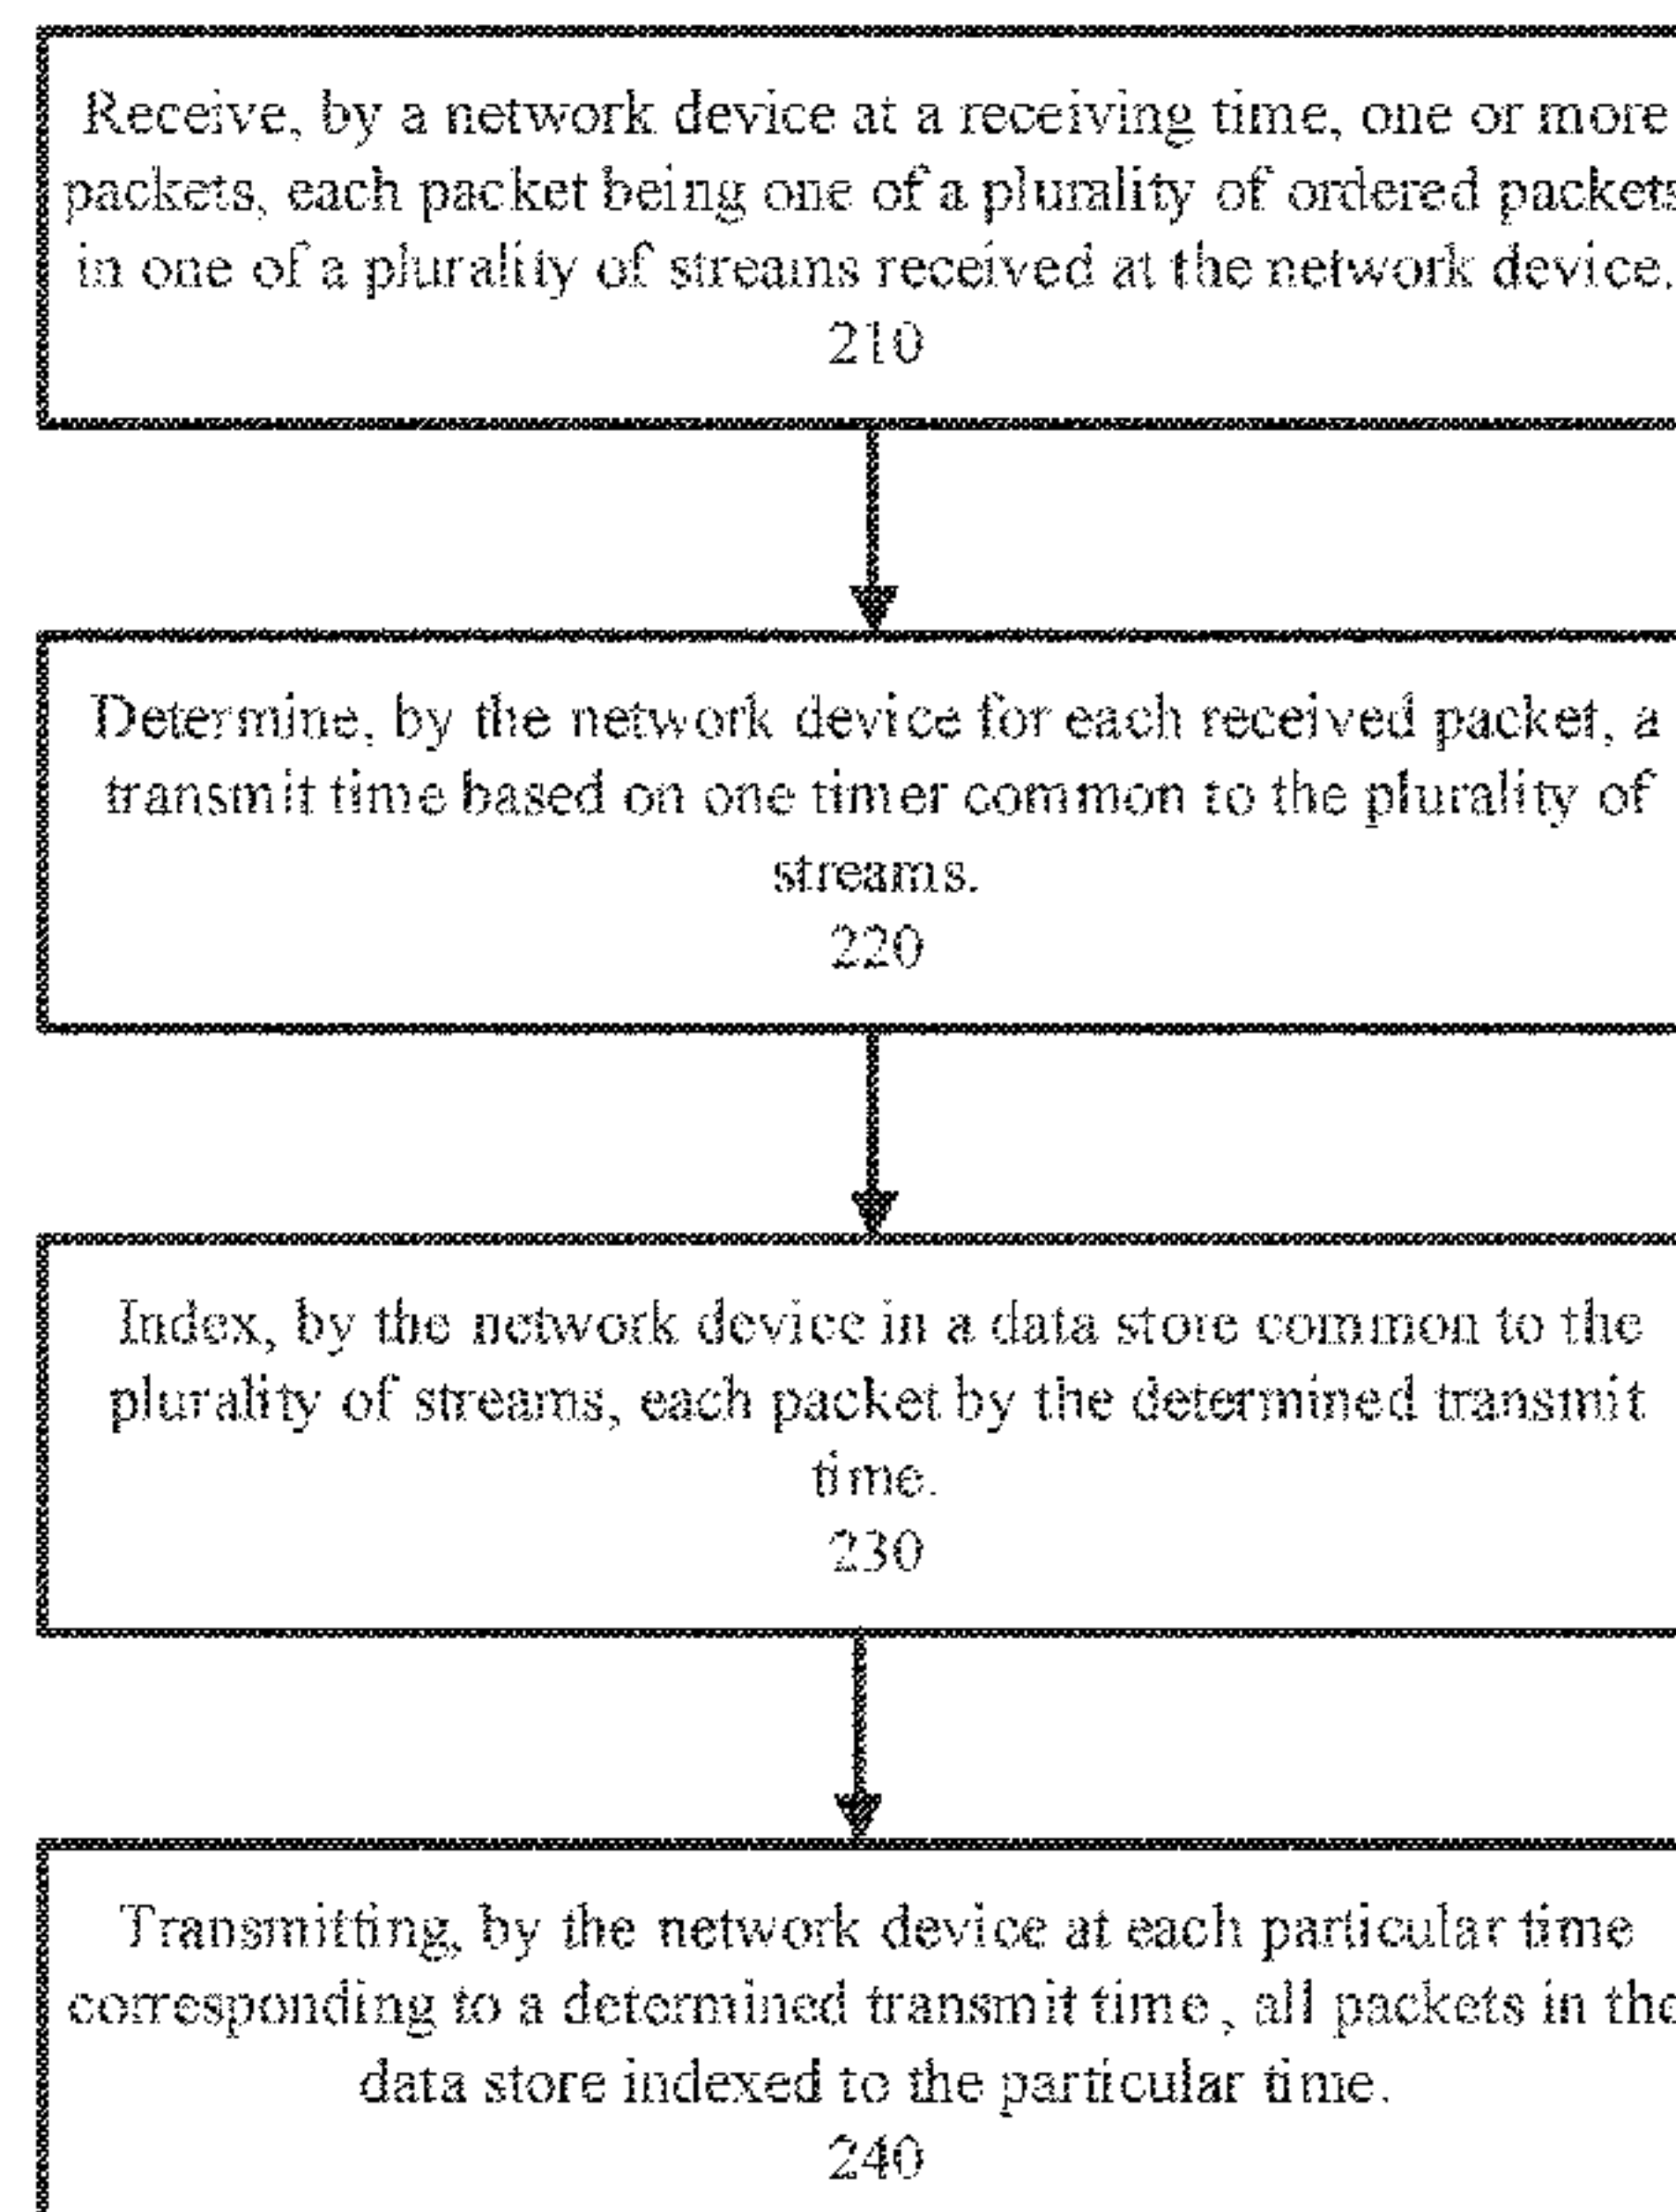 Receive, by a network device at a receiving time, one or more
packets, each packet being one of a plurality of ordered packets
in one of a plurality of streams received at the network device.
210
Determine, by the network device for each received packet, a
transmit time based on one timer common to the plurality of
streams.
220
Index, by the network device in a data store common to the
plurality of streams, each packet by the determined transmit
time.
230
Transmitting, by the network device at each particular time
corresponding to a determined transmit time, all packets in the
data store indexed to the particular time.
240